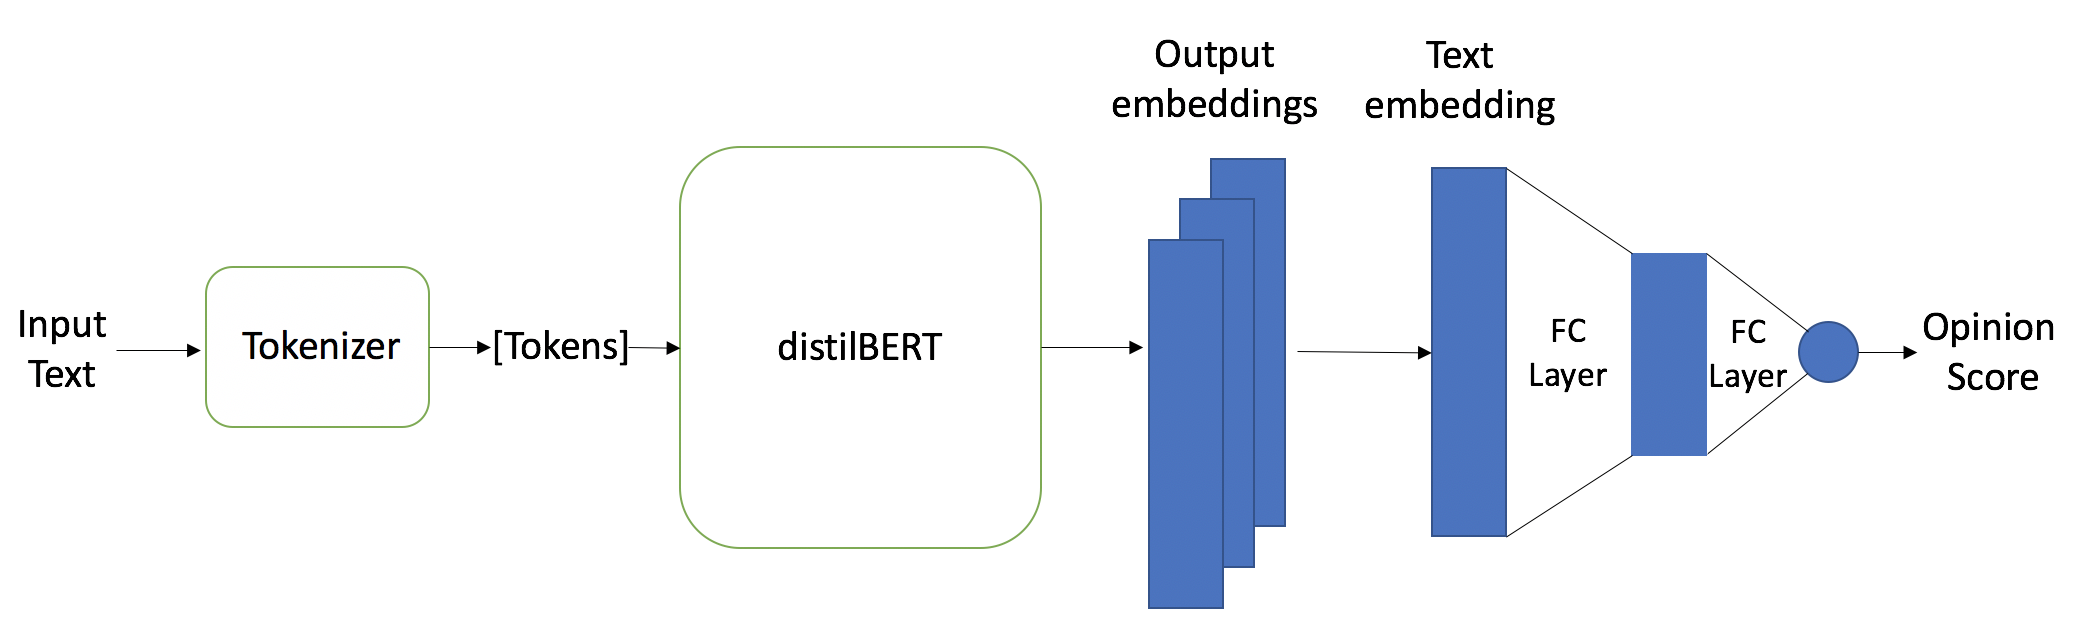 Input
Text
Tokenizer
[Tokens]
distilBERT
Output
embeddings
Text
embedding
FC
Layer
FC
Layer
Opinion
Score